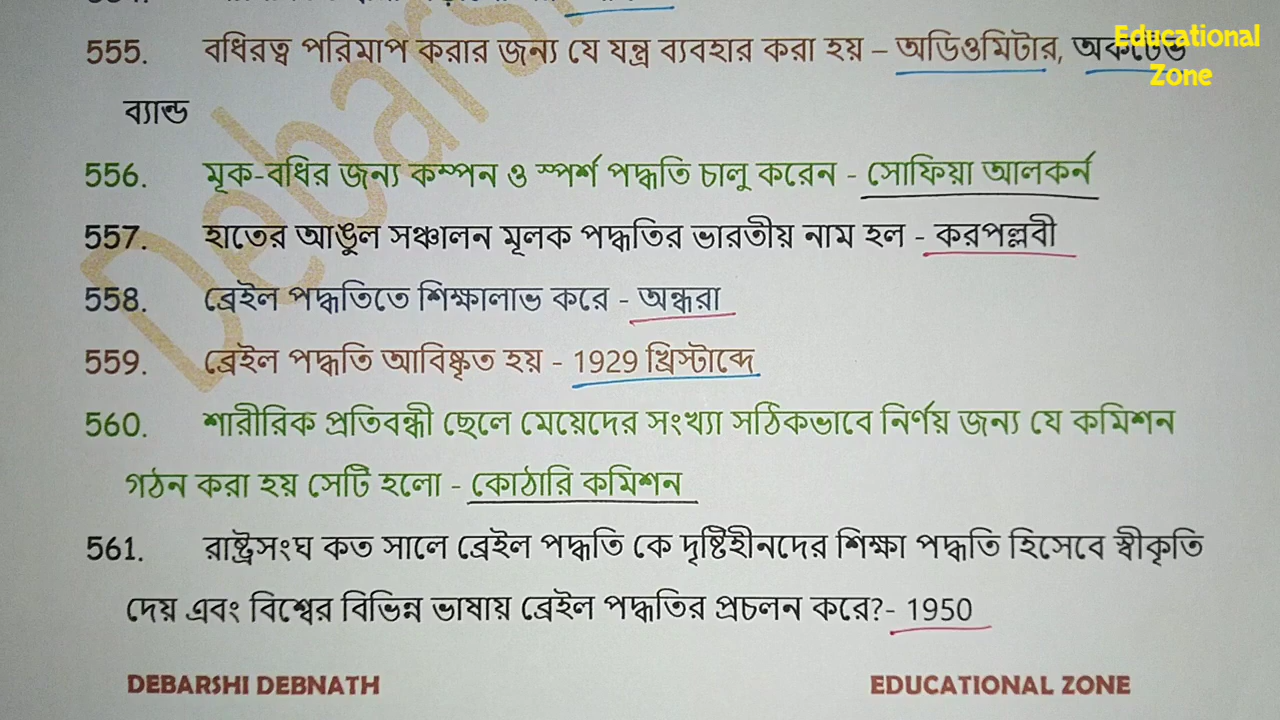 555. বধিরত্ব পরিমাপ করার জন্য যে যন্ত্র ব্যবহার করা হয় – অডিওমিটার,
Educational
Zone
ব্যান্ড
556. মূক-বধির জন্য কম্পন ও স্পর্শ পদ্ধতি চালু করেন - সোফিয়া আলকর্ন
557. হাতের আঙুল সঞ্চালন মূলক পদ্ধতির ভারতীয় নাম হল - করপল্লবী
558. ব্রেইল পদ্ধতিতে শিক্ষালাভ করে - অন্ধরা
559. ব্রেইল পদ্ধতি আবিষ্কৃত হয় - 1929 খ্রিস্টাব্দে
560. শারীরিক প্রতিবন্ধী ছেলে মেয়েদের সংখ্যা সঠিকভাবে নির্ণয় জন্য যে কমিশন
গঠন করা হয় সেটি হলো - কোঠারি কমিশন
561. রাষ্ট্রসংঘ কত সালে ব্রেইল পদ্ধতি কে দৃষ্টিহীনদের শিক্ষা পদ্ধতি হিসেবে স্বীকৃতি
দেয় এবং বিশ্বের বিভিন্ন ভাষায় ব্রেইল পদ্ধতির প্রচলন করে?- 1950
DEBARSHI DEBNATH
EDUCATIONAL ZONE